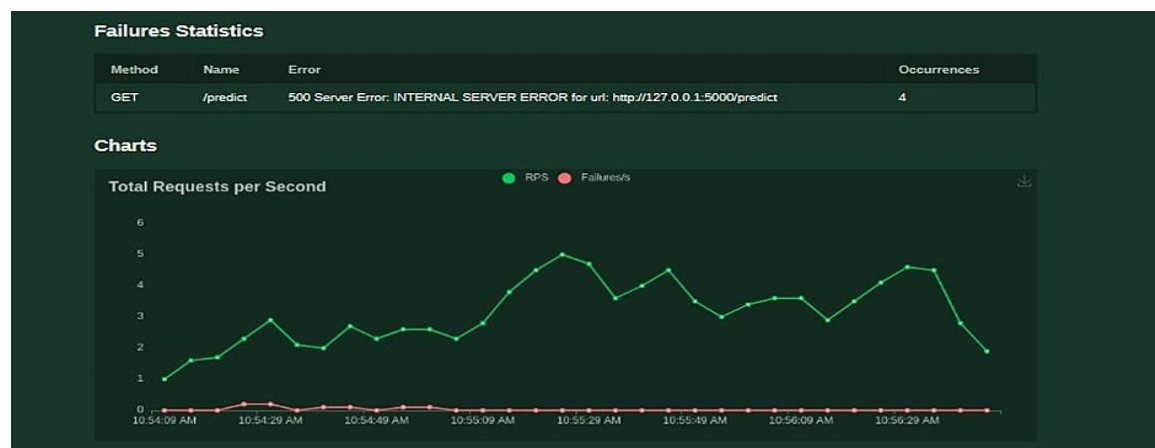 Failures Statistics
Method Name Error Occurrences
GET /predict 500 Server Error: INTERNAL SERVER ERROR for url: http://127.0.0.1:5000/predict 4
Charts
Total Requests per Second
RPS Failures/s
6
5
4
3
2
1
0
10:54:09 AM 10:54:29 AM 10:54:49 AM 10:55:09 AM 10:55:29 AM 10:55:49 AM 10:56:09 AM 10:56:29 AM